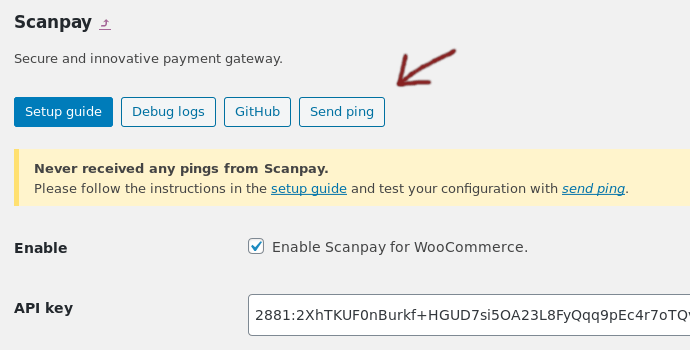 Scanpay ⤴
Secure and innovative payment gateway.
Setup guide Debug logs GitHub Send ping
Never received any pings from Scanpay.
Please follow the instructions in the setup guide and test your configuration with send ping.
Enable Enable Scanpay for WooCommerce.
API key 2881:2XhTKUF0nBurkf+HGUD7si5OA23L8FyQqq9pEc4r7oTQv